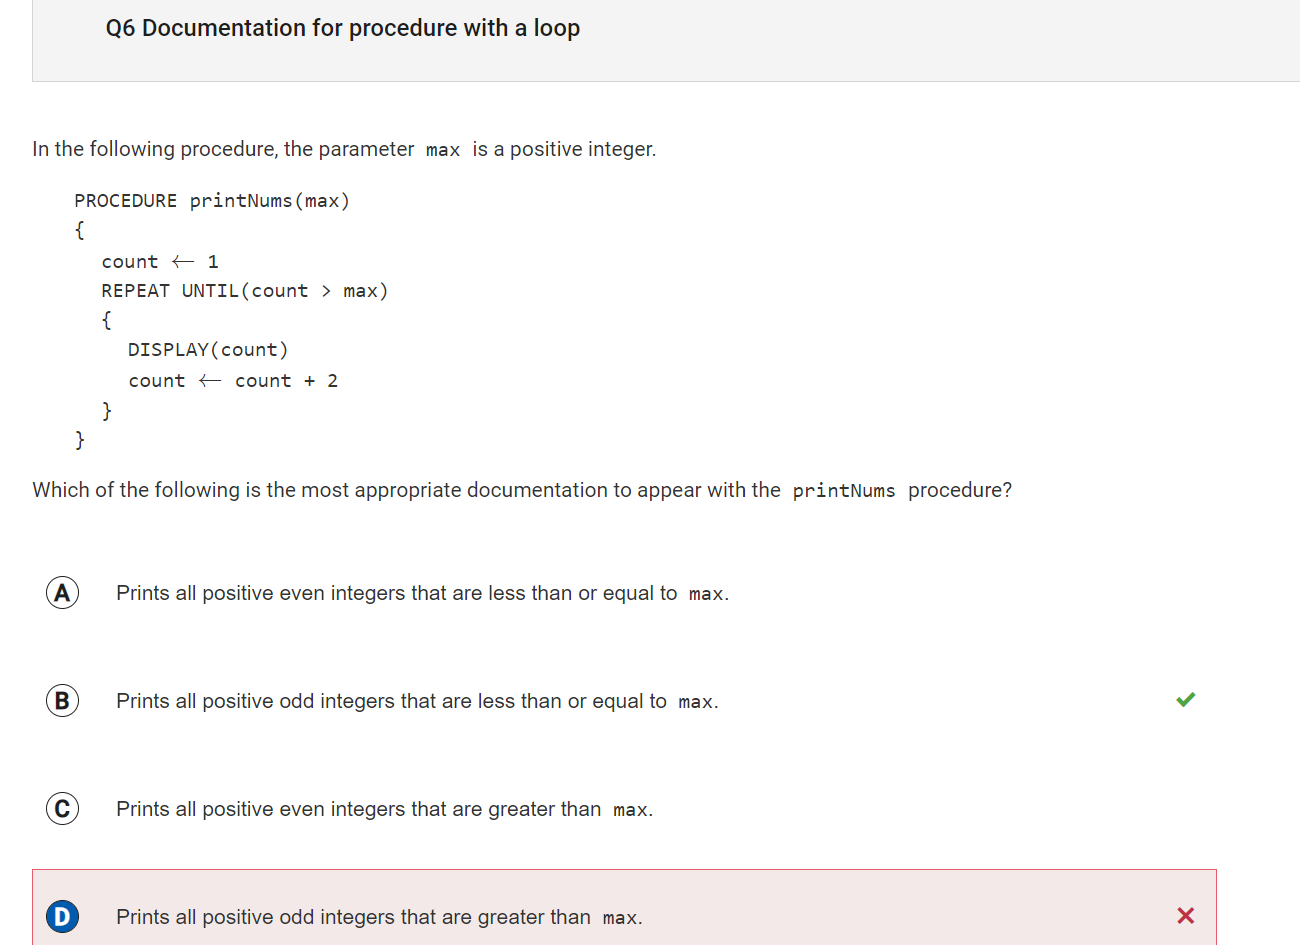 Q6 Documentation for procedure with a loop
In the following procedure, the parameter max is a positive integer.
PROCEDURE printNums(max)
{
count ← 1
REPEAT UNTIL(count > max)
{
DISPLAY(count)
count ← count + 2
}
}
Which of the following is the most appropriate documentation to appear with the printNums procedure?
A Prints all positive even integers that are less than or equal to max.
B Prints all positive odd integers that are less than or equal to max.
C Prints all positive even integers that are greater than max.
D Prints all positive odd integers that are greater than max.